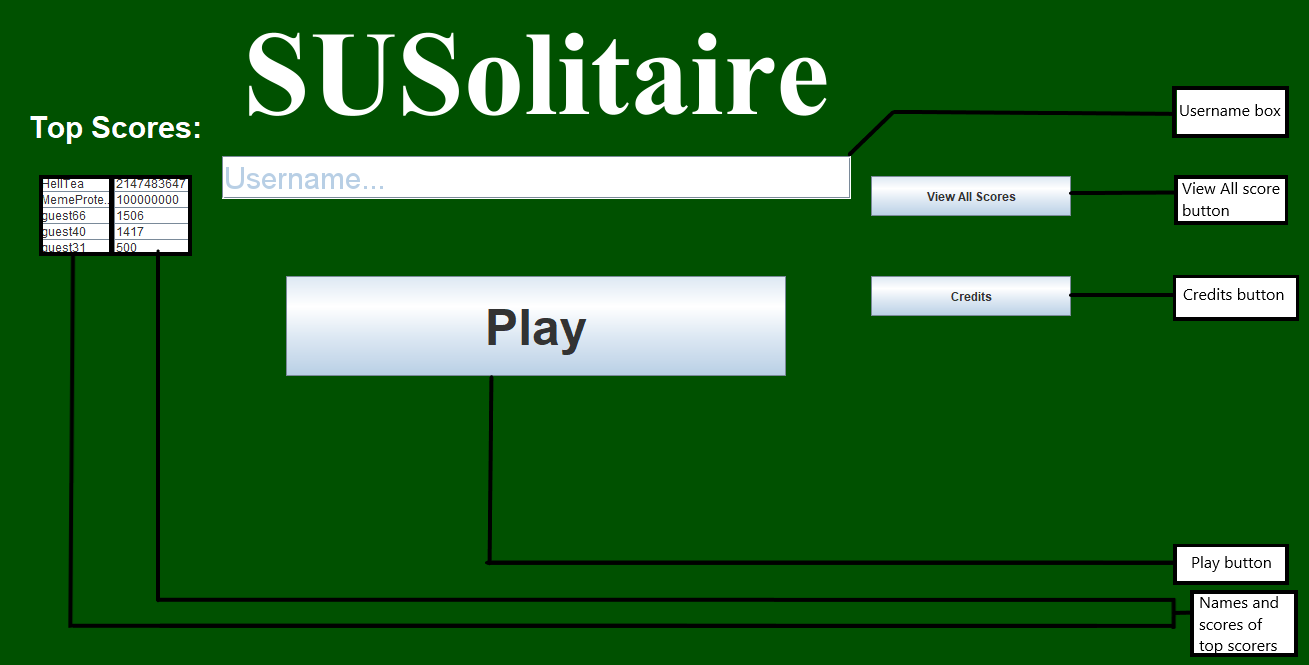 SUSolitaire
Top Scores:
Username...
HellTea 2147483647
MemeProte... 100000000
guest66 1506
guest40 1417
guest31 500
View All Scores
Credits
Play
Username box
View All score
button
Credits button
Play button
Names and
scores of
top scorers